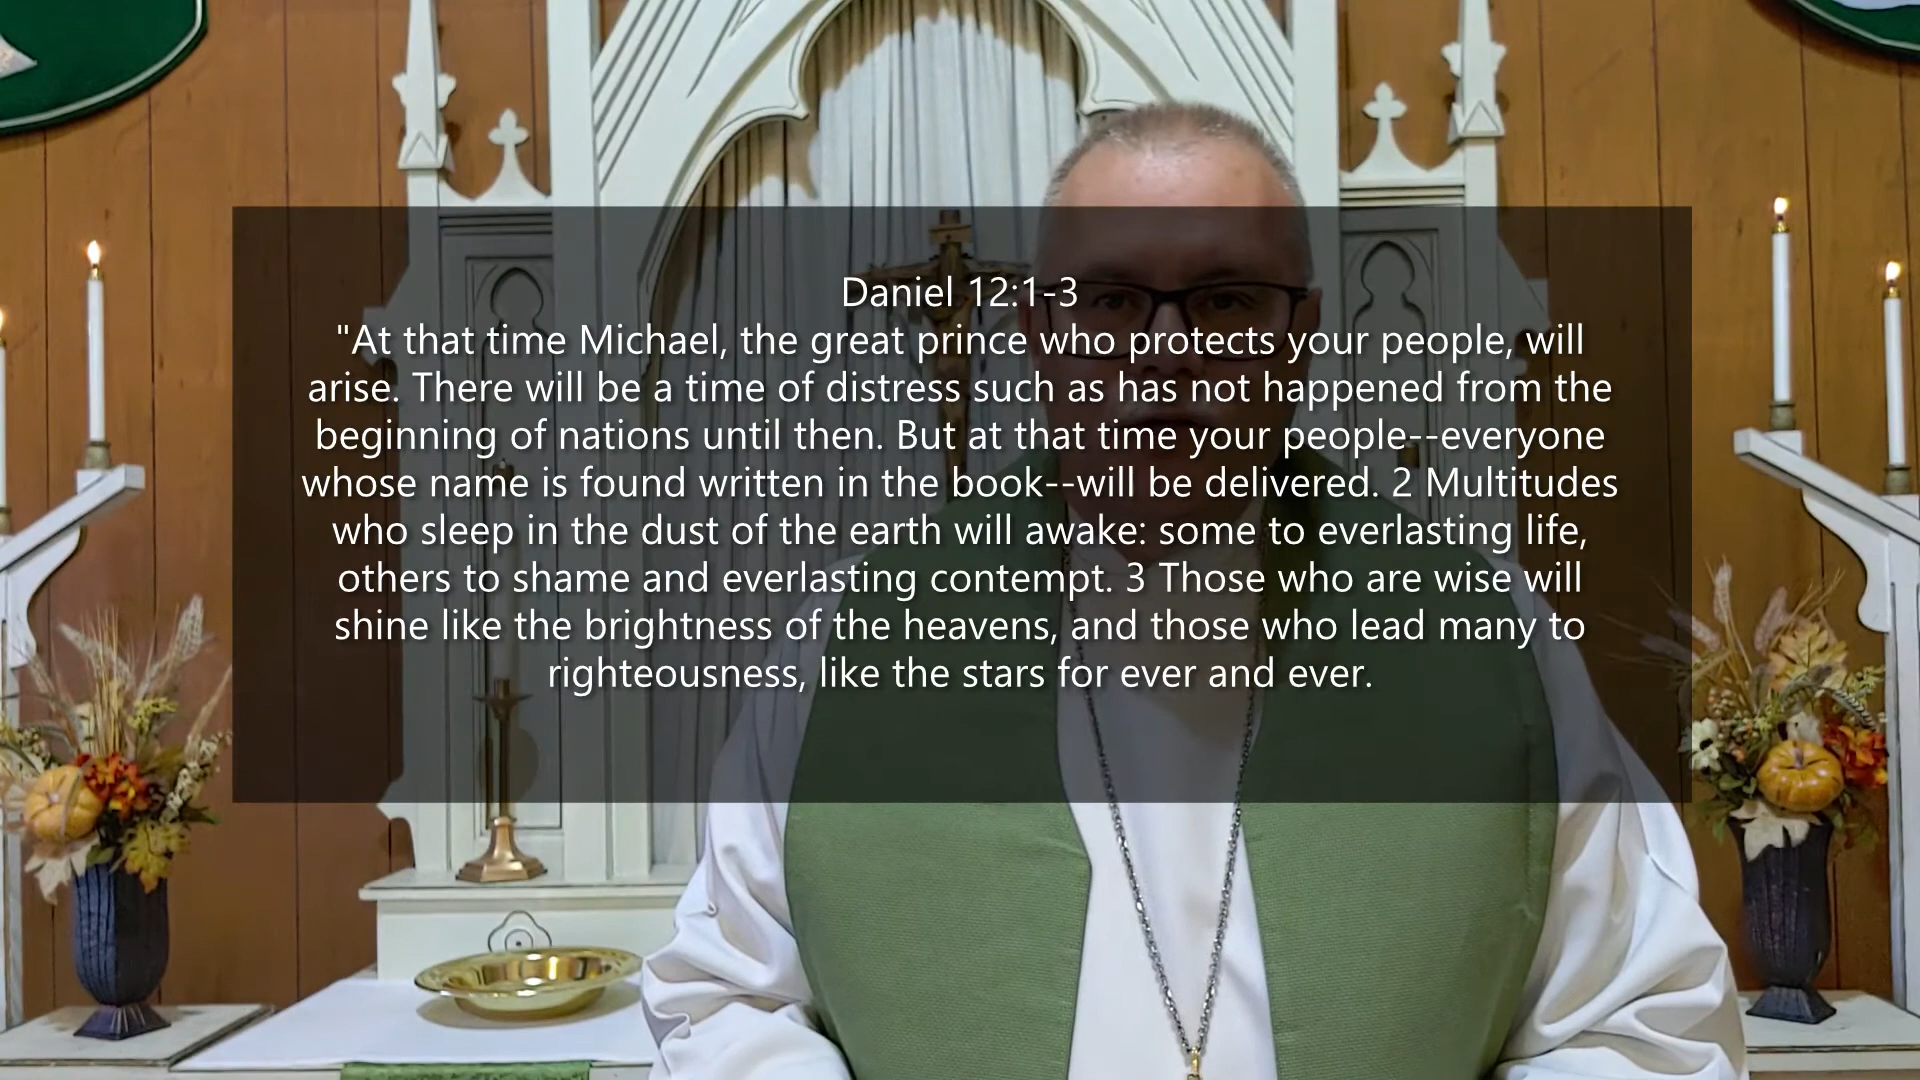 Daniel 12:1-3
"At that time Michael, the great prince who protects your people, will
arise. There will be a time of distress such as has not happened from the
beginning of nations until then. But at that time your people--everyone
whose name is found written in the book--will be delivered. 2 Multitudes
who sleep in the dust of the earth will awake: some to everlasting life,
others to shame and everlasting contempt. 3 Those who are wise will
shine like the brightness of the heavens, and those who lead many to
righteousness, like the stars for ever and ever.